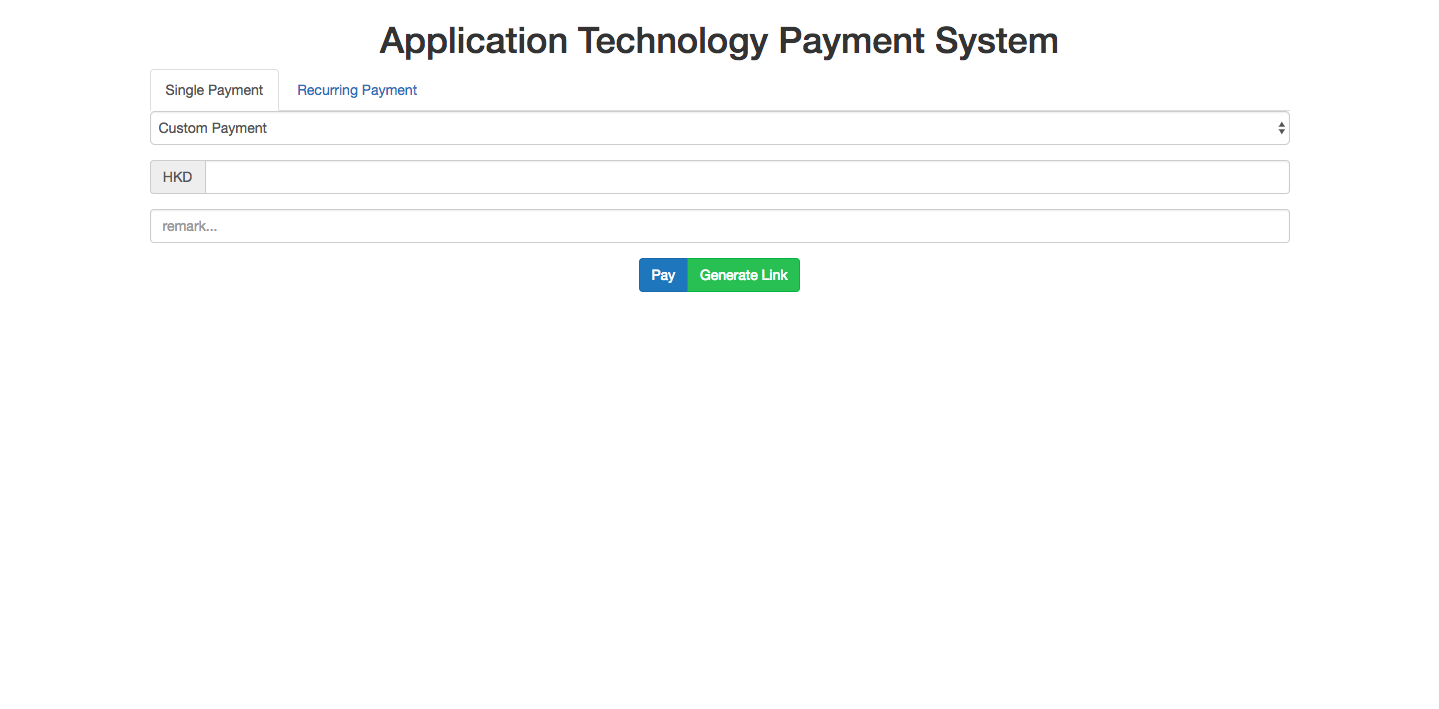 Application Technology Payment System
Single Payment Recurring Payment
Custom Payment
HKD
remark...
Pay Generate Link